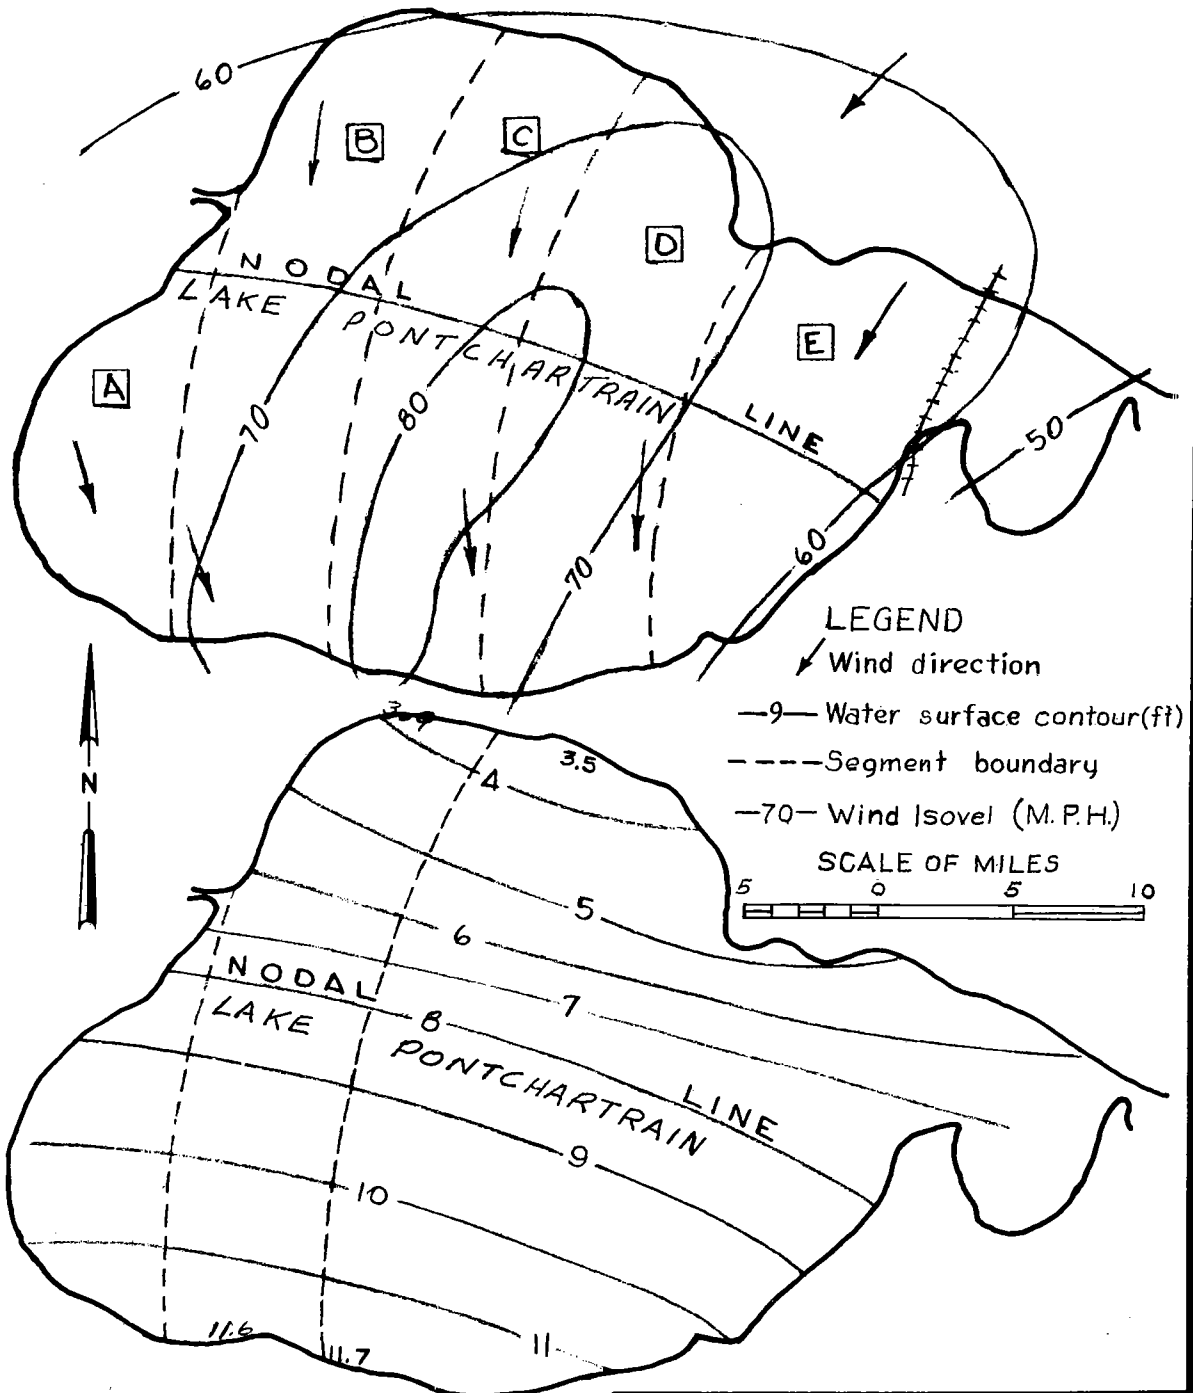 60
B
C
D
NODAL
LAKE PONTCHARTRAIN
LINE
E
A
70
80
50
60
70
LEGEND
Wind direction
—9— Water surface contour(ft)
----Segment boundary
—70— Wind Isovel (M.P.H.)
SCALE OF MILES
5 0 5 10
N
3.5
4
5
6
7
NODAL
LAKE
8
PONTCHARTRAIN
LINE
9
10
11.6
11
11.7